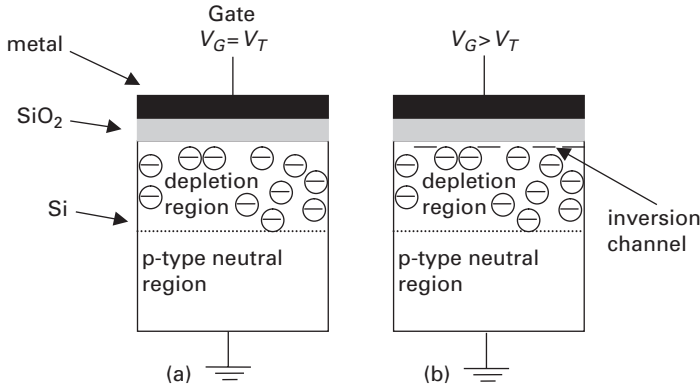 Gate
V_G = V_T
V_G > V_T
metal
SiO₂
depletion
region
depletion
region
Si
inversion
channel
p-type neutral
region
p-type neutral
region
(a)
(b)